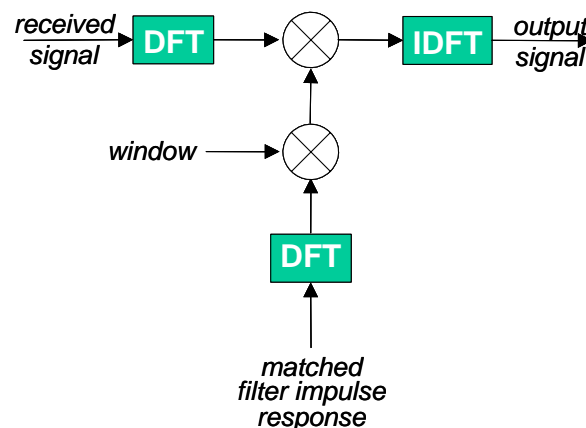 received
signal
DFT
IDFT
output
signal
window
DFT
matched
filter impulse
response